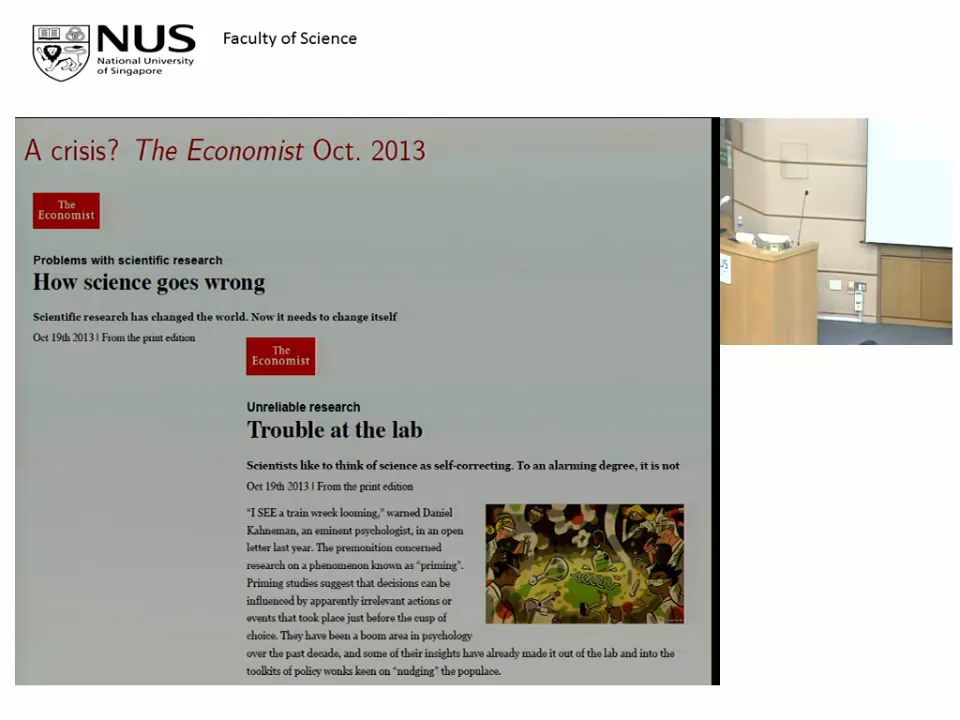 NUS
National University
of Singapore
Faculty of Science
A crisis? The Economist Oct. 2013
The
Economist
Problems with scientific research
How science goes wrong
Scientific research has changed the world. Now it needs to change itself
Oct 19th 2013 | From the print edition
The
Economist
Unreliable research
Trouble at the lab
Scientists like to think of science as self-correcting. To an alarming degree, it is not
Oct 19th 2013 | From the print edition
“I SEE a train wreck looming,” warned Daniel
Kahneman, an eminent psychologist, in an open
letter last year. The premonition concerned
research on a phenomenon known as “priming”.
Priming studies suggest that decisions can be
influenced by apparently irrelevant actions or
events that took place just before the cusp of
choice. They have been a boom area in psychology
over the past decade, and some of their insights have already made it out of the lab and into the
toolkits of policy wonks keen on “nudging” the populace.